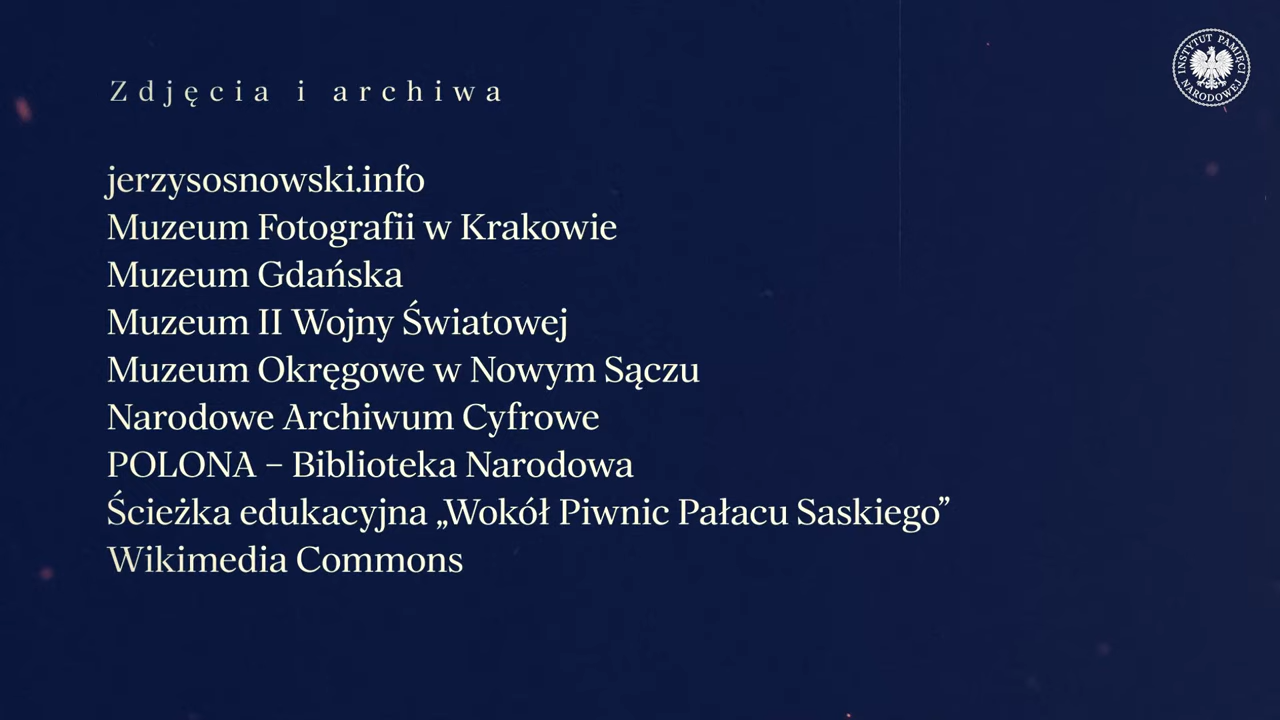 INSTYTUT PAMIĘCI NARODOWEJ
Zdjęcia i archiwa
jerzysosnowski.info
Muzeum Fotografii w Krakowie
Muzeum Gdańska
Muzeum II Wojny Światowej
Muzeum Okręgowe w Nowym Sączu
Narodowe Archiwum Cyfrowe
POLONA – Biblioteka Narodowa
Ścieżka edukacyjna „Wokół Piwnic Pałacu Saskiego”
Wikimedia Commons